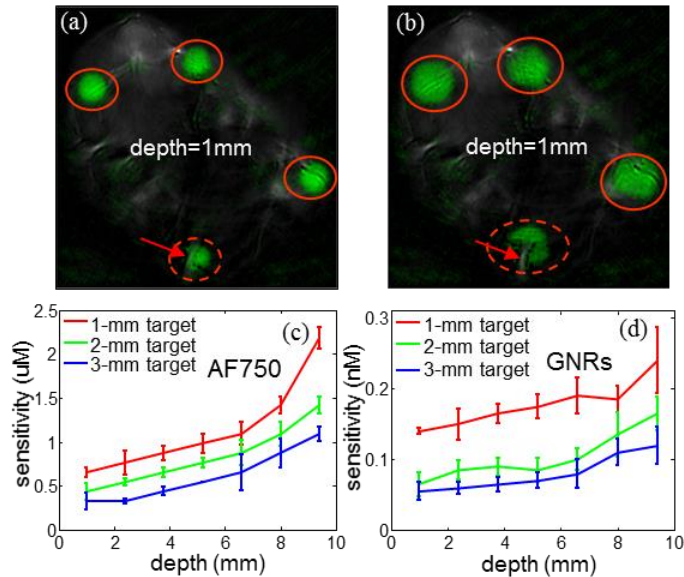 (a)
depth=1mm
(b)
depth=1mm
2.5
2
1.5
1
0.5
0
sensitivity (uM)
1-mm target
2-mm target
3-mm target
(c)
AF750
0 2 4 6 8 10
depth (mm)
0.3
0.2
0.1
0
sensitivity (nM)
1-mm target
2-mm target
3-mm target
(d)
GNRs
0 2 4 6 8 10
depth (mm)